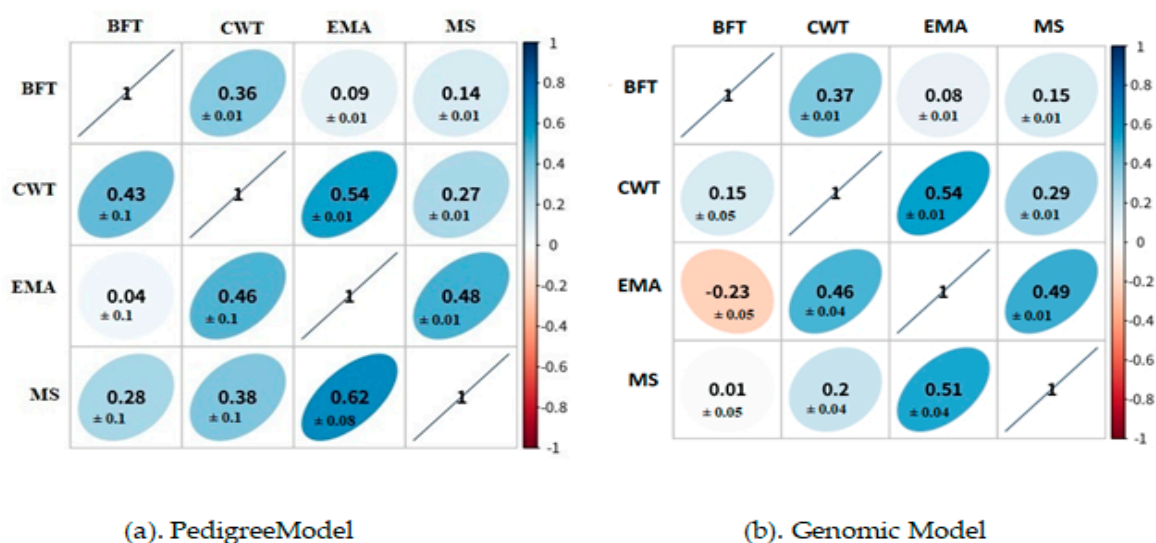 BFT CWT EMA MS
BFT 1 0.36 0.09 0.14 1
± 0.01 ± 0.01 ± 0.01 0.8
0.6
CWT 0.43 1 0.54 0.27 0.4
± 0.1 ± 0.01 ± 0.01 0.2
0
EMA 0.04 0.46 1 0.48 -0.2
± 0.1 ± 0.1 ± 0.01 -0.4
-0.6
MS 0.28 0.38 0.62 1 -0.8
± 0.1 ± 0.1 ± 0.08 -1
(a). PedigreeModel
BFT CWT EMA MS
BFT 1 0.37 0.08 0.15 1
± 0.01 ± 0.01 ± 0.01 0.8
0.6
CWT 0.15 1 0.54 0.29 0.4
± 0.05 ± 0.01 ± 0.01 0.2
0
EMA -0.23 0.46 1 0.49 -0.2
± 0.05 ± 0.04 ± 0.01 -0.4
-0.6
MS 0.01 0.2 0.51 1 -0.8
± 0.05 ± 0.04 ± 0.04 -1
(b). Genomic Model